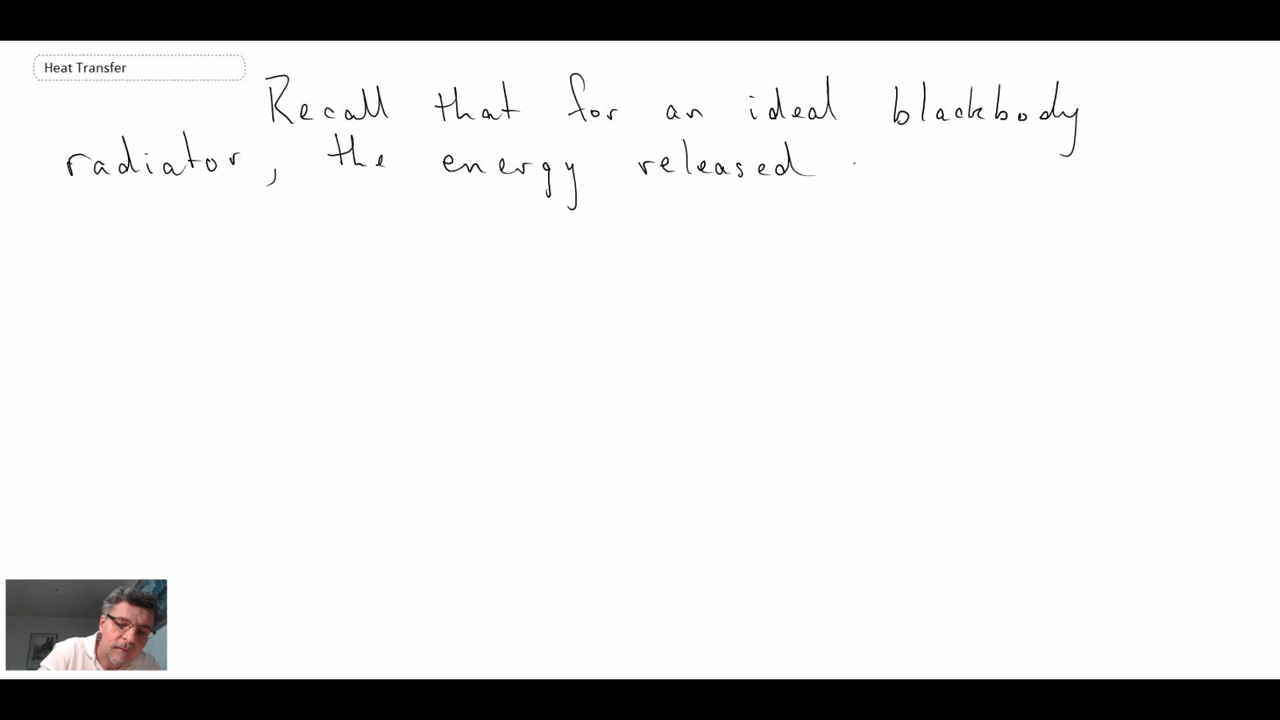 Heat Transfer
Recall that for an ideal blackbody
radiator, the energy released